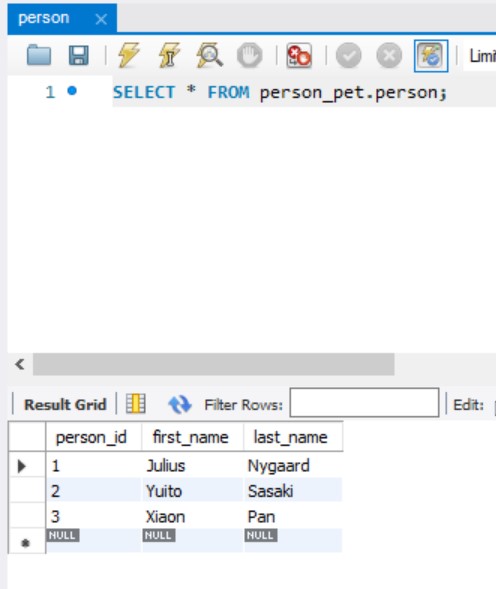 person ×
Limi
1 SELECT * FROM person_pet.person;
Result Grid Filter Rows: Edit:
person_id first_name last_name
1 Julius Nygaard
2 Yuito Sasaki
3 Xiaon Pan
NULL NULL NULL